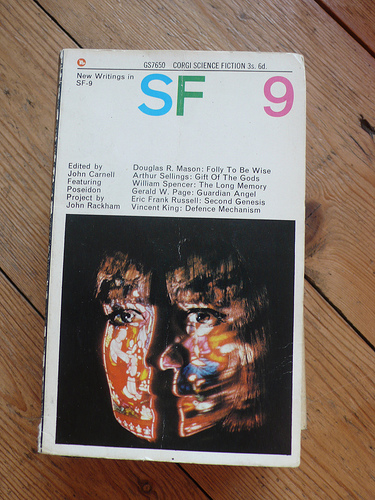 GS7650 CORGI SCIENCE FICTION 3s. 6d.
New Writings in
SF-9
SF 9
Edited by
John Carnell
Featuring
Poseidon
Project by
John Rackham
Douglas R. Mason: Folly To Be Wise
Arthur Sellings: Gift Of The Gods
William Spencer: The Long Memory
Gerald W. Page: Guardian Angel
Eric Frank Russell: Second Genesis
Vincent King: Defence Mechanism